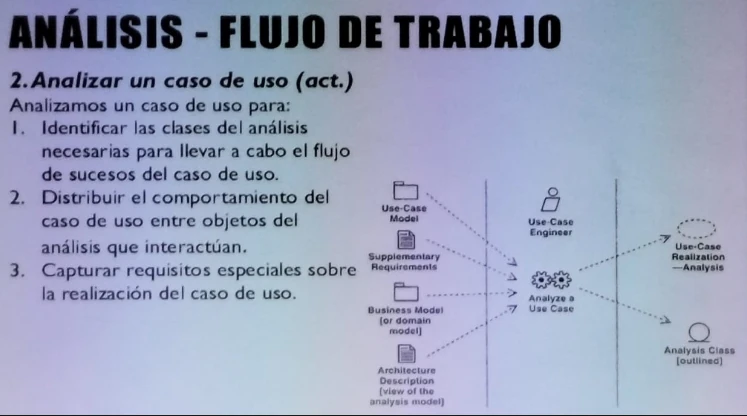 ANÁLISIS - FLUJO DE TRABAJO
2. Analizar un caso de uso (act.)
Analizamos un caso de uso para:
1. Identificar las clases del análisis
necesarias para llevar a cabo el flujo
de sucesos del caso de uso.
2. Distribuir el comportamiento del
caso de uso entre objetos del
análisis que interactúan.
3. Capturar requisitos especiales sobre
la realización del caso de uso.
Use-Case
Model
Supplementary
Requirements
Business Model
[or domain
model]
Architecture
Description
[view of the
analysis model]
Use-Case
Engineer
Analyze a
Use Case
Use-Case
Realization
—Analysis
Analysis Class
[outlined]